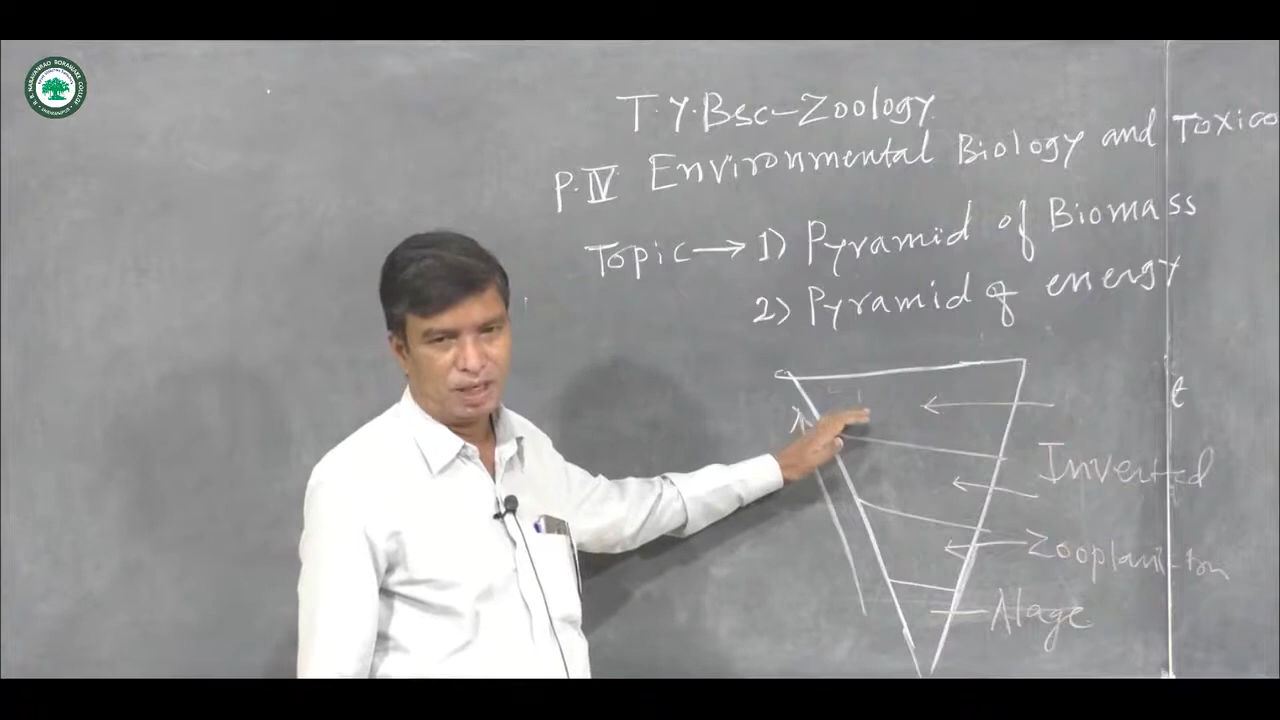 T.Y.Bsc-Zoology
P.IV Environmental Biology and Toxico
Topic → 1) Pyramid of Biomass
2) Pyramid of energy
t
Inverted
Zooplankton
Alage